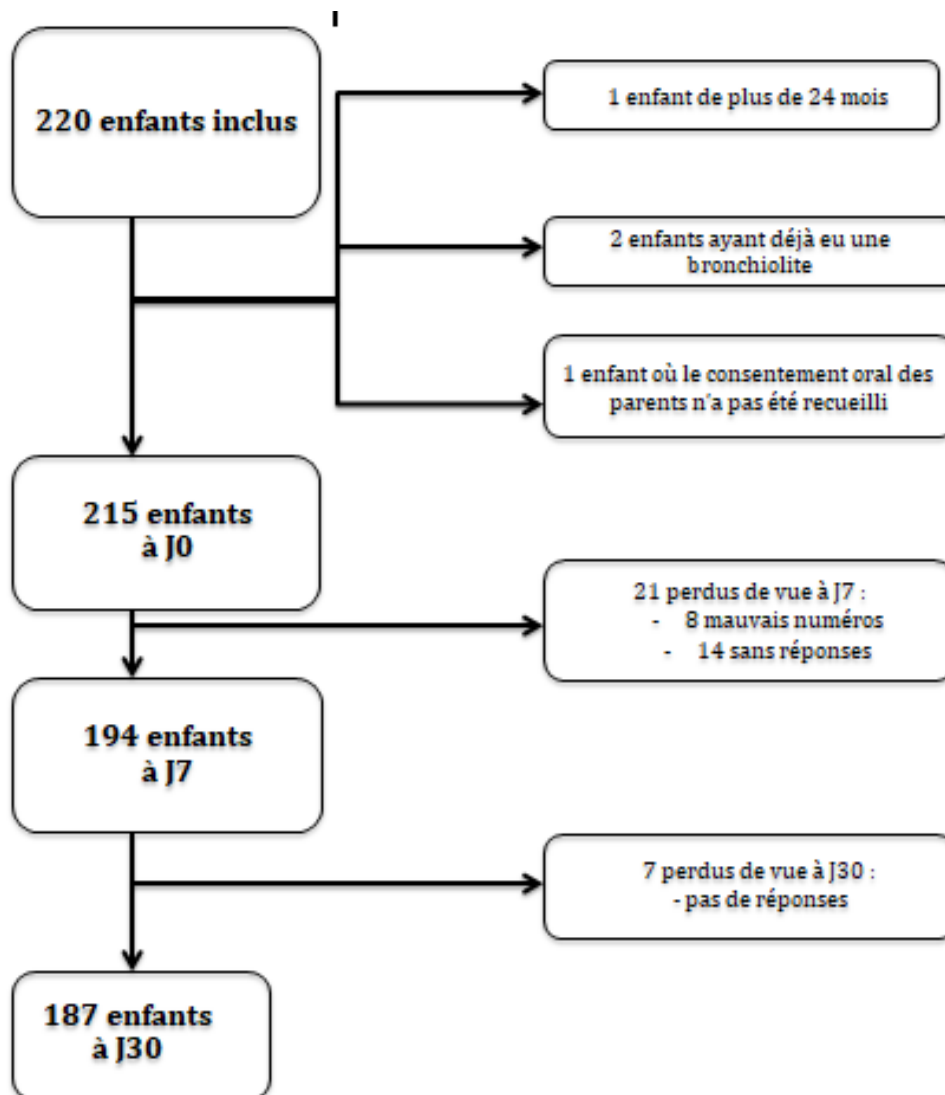 220 enfants inclus
1 enfant de plus de 24 mois
2 enfants ayant déjà eu une
bronchiolite
1 enfant où le consentement oral des
parents n'a pas été recueilli
215 enfants
à J0
21 perdus de vue à J7 :
- 8 mauvais numéros
- 14 sans réponses
194 enfants
à J7
7 perdus de vue à J30 :
- pas de réponses
187 enfants
à J30